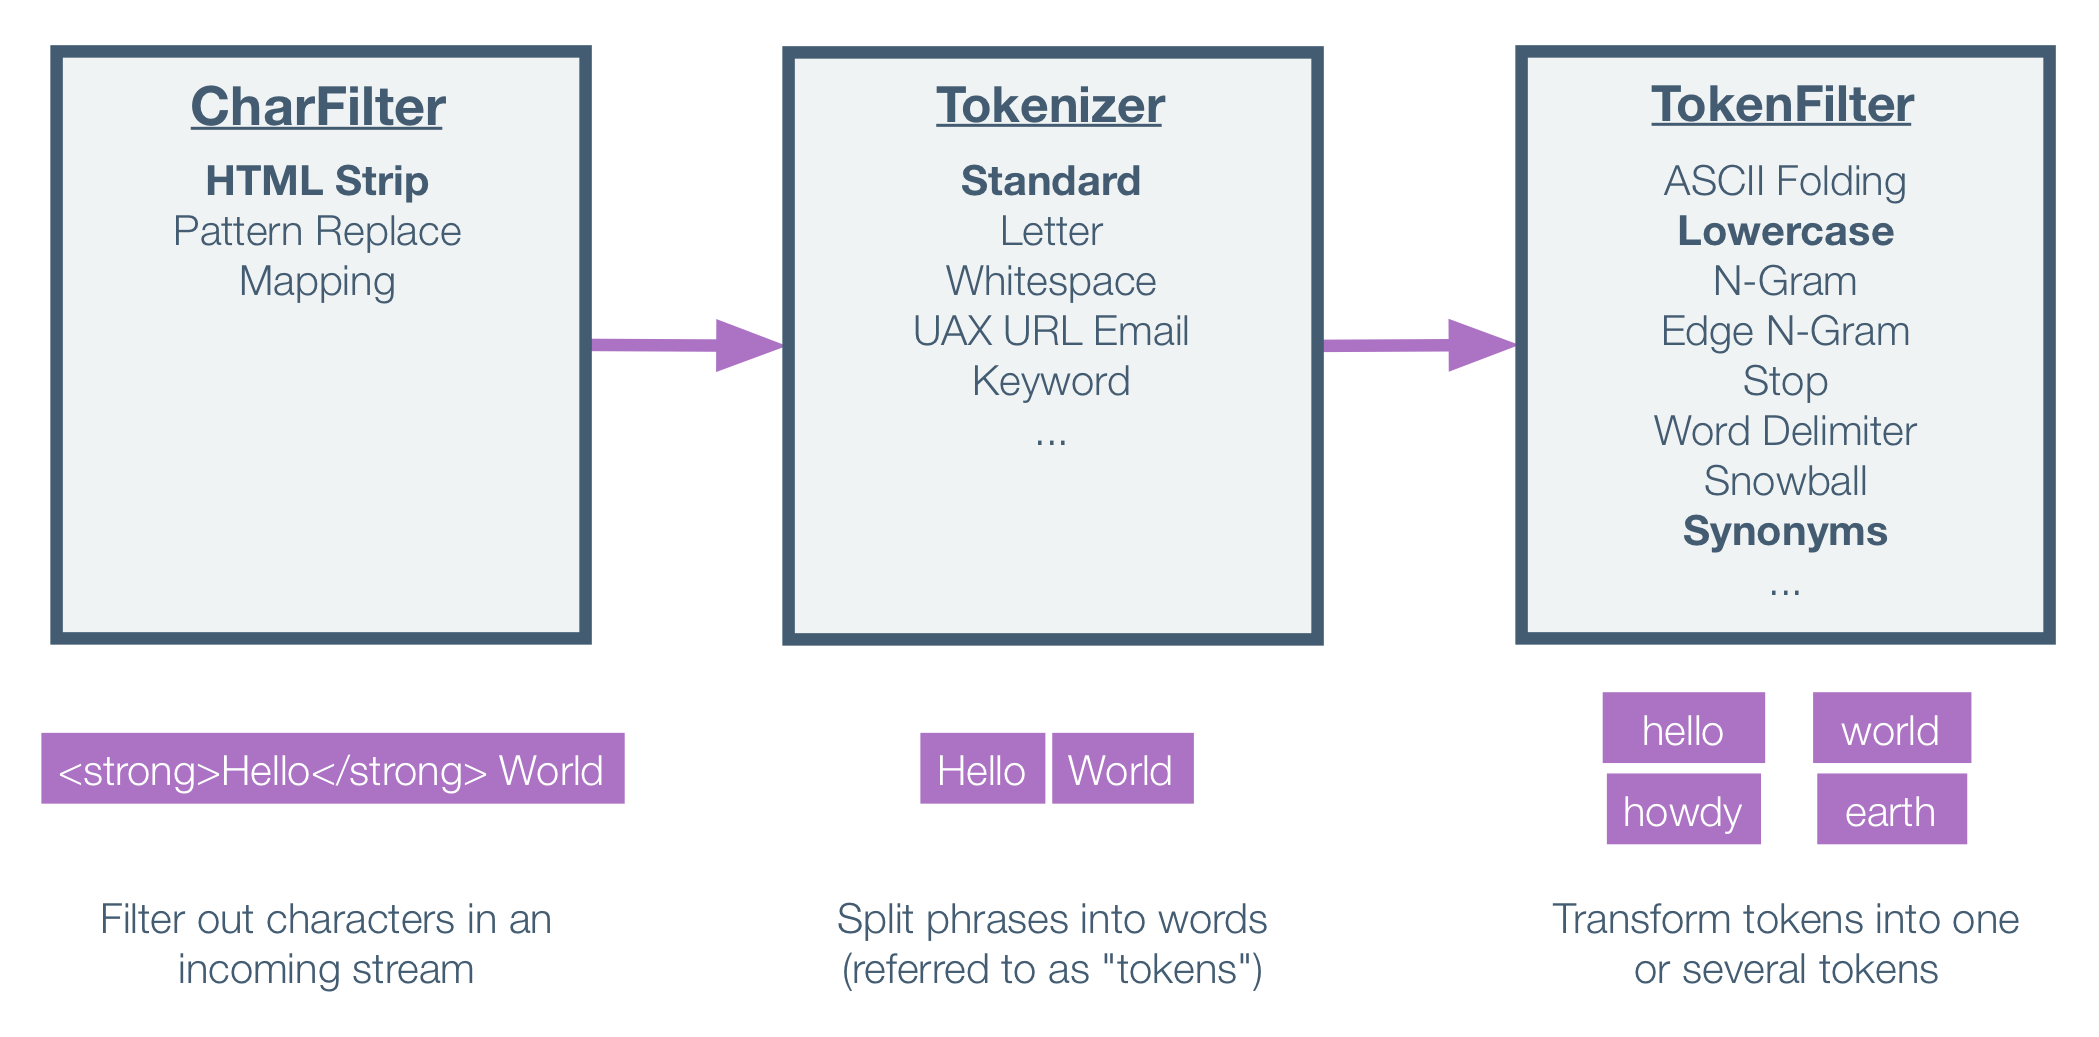 CharFilter
HTML Strip
Pattern Replace
Mapping
Tokenizer
Standard
Letter
Whitespace
UAX URL Email
Keyword
...
TokenFilter
ASCII Folding
Lowercase
N-Gram
Edge N-Gram
Stop
Word Delimiter
Snowball
Synonyms
...
<strong>Hello</strong> World
Hello World
hello world
howdy earth
Filter out characters in an
incoming stream
Split phrases into words
(referred to as "tokens")
Transform tokens into one
or several tokens